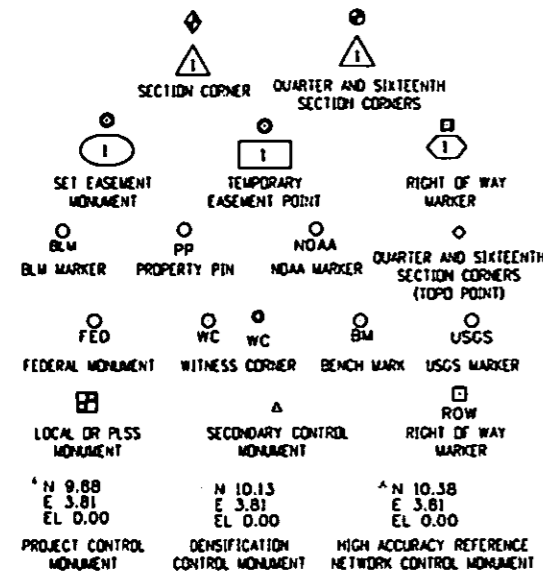 1
1
SECTION CORNER
QUARTER AND SIXTEENTH
SECTION CORNERS
1
1
1
SET EASEMENT
MONUMENT
TEMPORARY
EASEMENT POINT
RIGHT OF WAY
MARKER
BLM
PP
NOAA
BLM MARKER
PROPERTY PIN
NOAA MARKER
QUARTER AND SIXTEENTH
SECTION CORNERS
(TOPO POINT)
FED
WC
WC
BM
USGS
FEDERAL MONUMENT
WITNESS CORNER
BENCH MARK
USGS MARKER
LOCAL OR PLSS
MONUMENT
SECONDARY CONTROL
MONUMENT
ROW
RIGHT OF WAY
MARKER
N 9.88
E 3.81
EL 0.00
PROJECT CONTROL
MONUMENT
N 10.13
E 3.81
EL 0.00
DENSIFICATION
CONTROL MONUMENT
N 10.38
E 3.81
EL 0.00
HIGH ACCURACY REFERENCE
NETWORK CONTROL MONUMENT